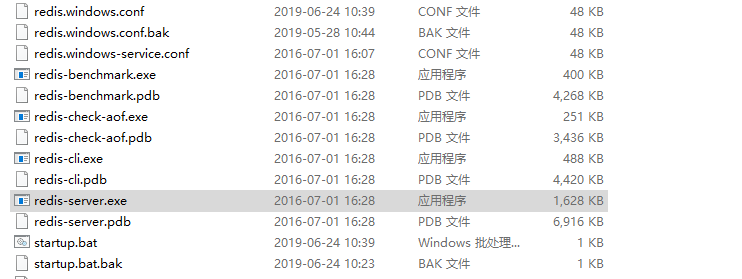 redis.windows.conf 2019-06-24 10:39 CONF 文件 48 KB
redis.windows.conf.bak 2019-05-28 10:44 BAK 文件 48 KB
redis.windows-service.conf 2016-07-01 16:07 CONF 文件 48 KB
redis-benchmark.exe 2016-07-01 16:28 应用程序 400 KB
redis-benchmark.pdb 2016-07-01 16:28 PDB 文件 4,268 KB
redis-check-aof.exe 2016-07-01 16:28 应用程序 251 KB
redis-check-aof.pdb 2016-07-01 16:28 PDB 文件 3,436 KB
redis-cli.exe 2016-07-01 16:28 应用程序 488 KB
redis-cli.pdb 2016-07-01 16:28 PDB 文件 4,420 KB
redis-server.exe 2016-07-01 16:28 应用程序 1,628 KB
redis-server.pdb 2016-07-01 16:28 PDB 文件 6,916 KB
startup.bat 2019-06-24 10:39 Windows 批处理... 1 KB
startup.bat.bak 2019-06-24 10:23 BAK 文件 1 KB